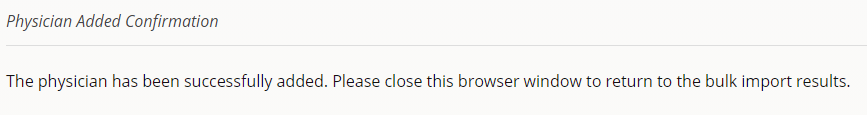 Physician Added Confirmation
The physician has been successfully added. Please close this browser window to return to the bulk import results.